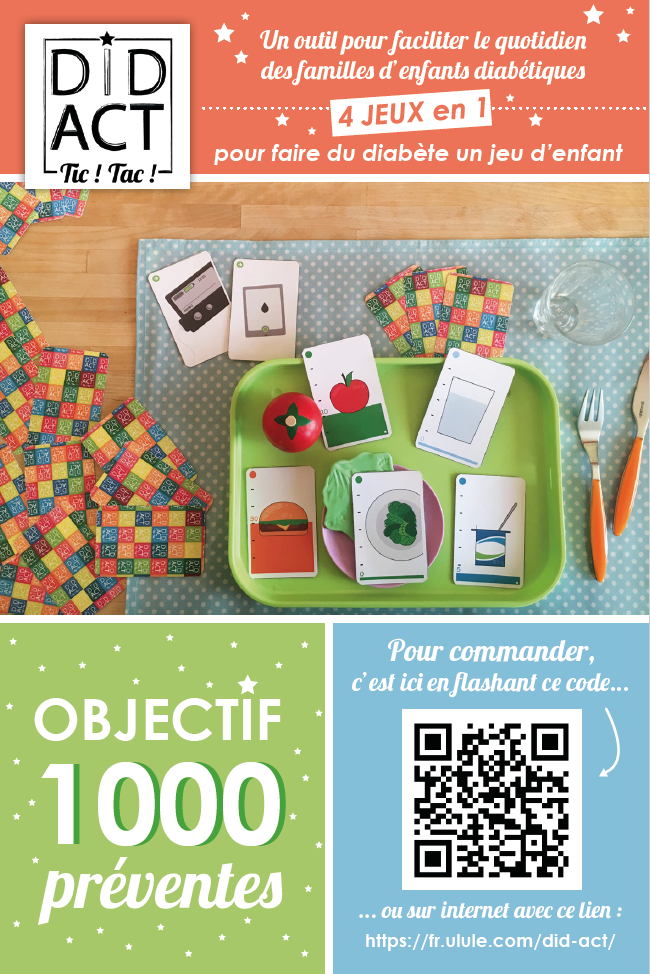 DiD
ACT
Tic ! Tac !
Un outil pour faciliter le quotidien
des familles d'enfants diabétiques
4 JEUX en 1
pour faire du diabète un jeu d'enfant
OBJECTIF
1000
préventes
Pour commander,
c'est ici en flashant ce code...
... ou sur internet avec ce lien :
https://fr.ulule.com/did-act/